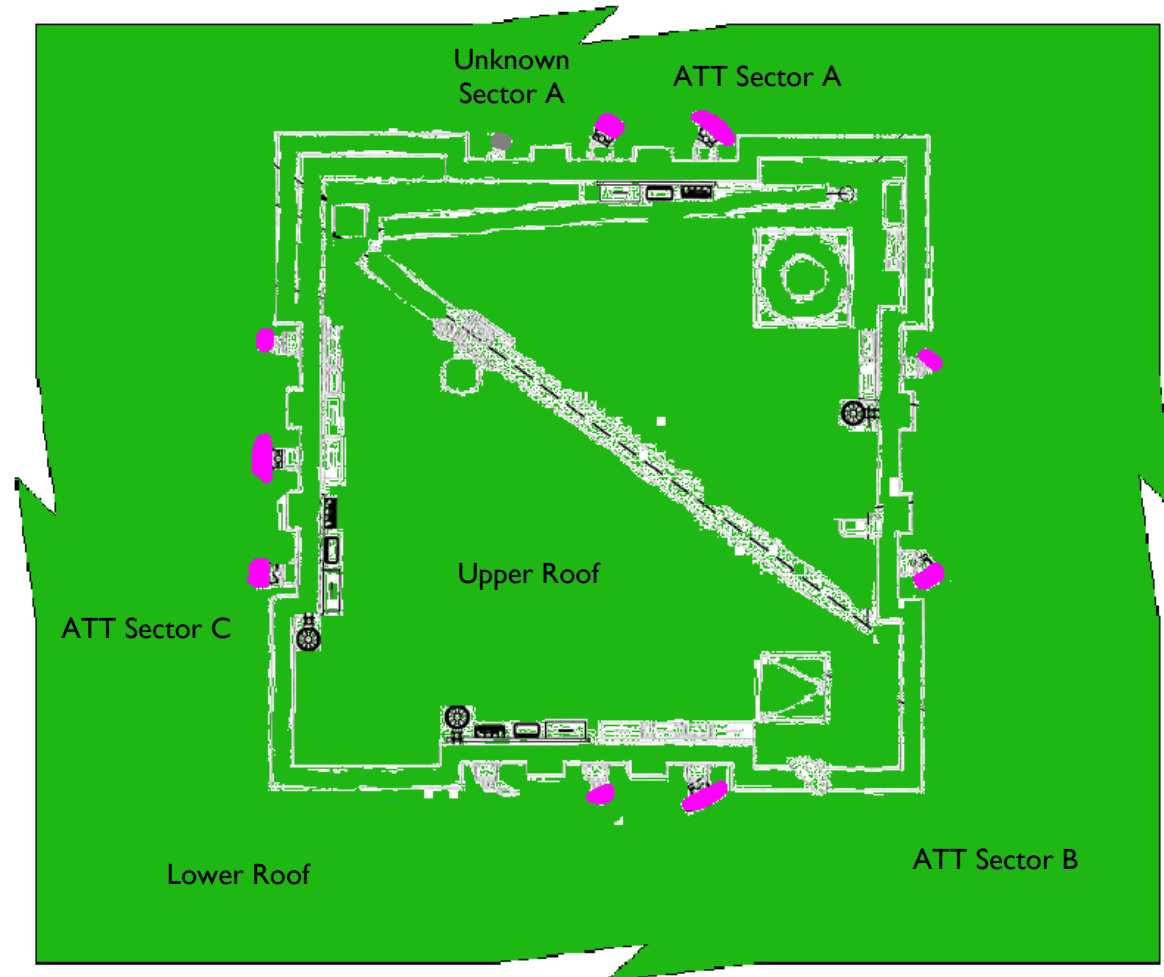 Unknown
Sector A
ATT Sector A
Upper Roof
ATT Sector C
ATT Sector B
Lower Roof